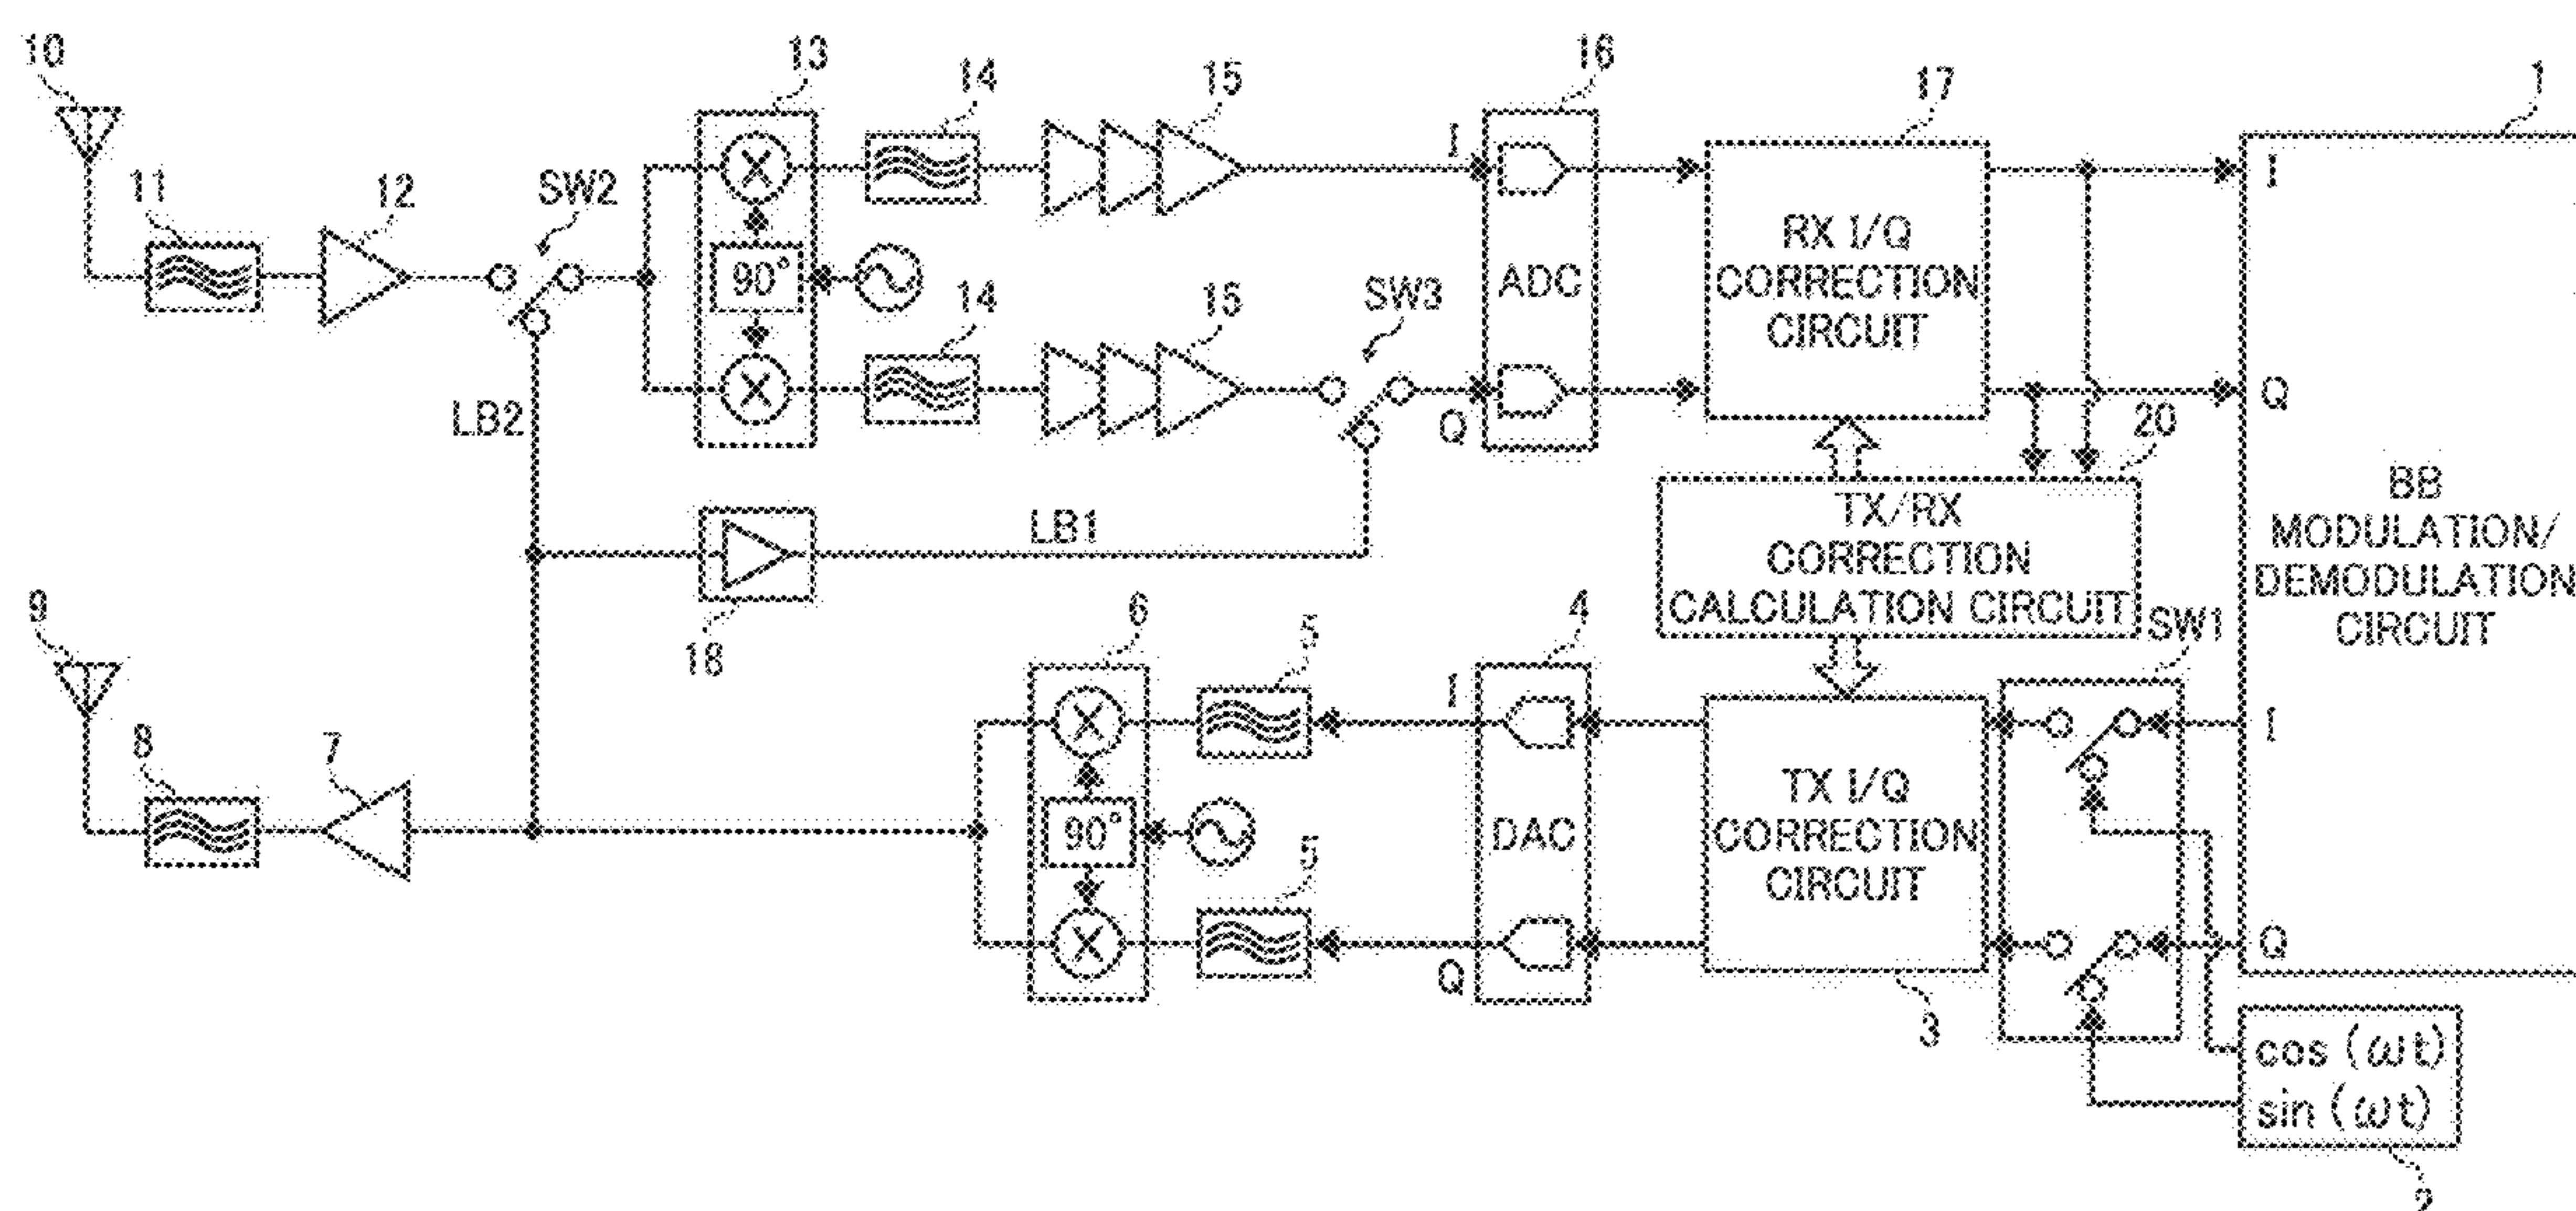 10
13
14
15
16
17
1
11
12
SW2
I
I
RX I/Q
CORRECTION
CIRCUIT
90°
14
15
SW3
ADC
LB2
Q
Q
20
LB1
18
TX/RX
CORRECTION
CALCULATION CIRCUIT
BB
MODULATION/
DEMODULATION
CIRCUIT
9
6
5
4
SW1
8
7
I
I
90°
5
DAC
TX I/Q
CORRECTION
CIRCUIT
Q
Q
3
cos (ωt)
sin (ωt)
2